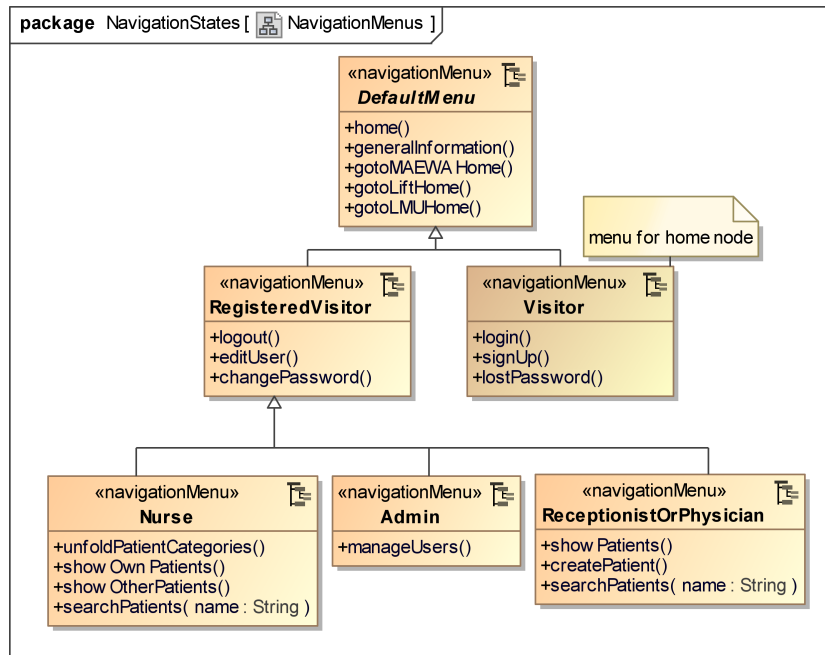 package NavigationStates [ NavigationMenus ]
«navigationMenu»
DefaultMenu
+home()
+generalInformation()
+gotoMAEWA Home()
+gotoLiftHome()
+gotoLMUHome()
menu for home node
«navigationMenu»
RegisteredVisitor
+logout()
+editUser()
+changePassword()
«navigationMenu»
Visitor
+login()
+signUp()
+lostPassword()
«navigationMenu»
Nurse
+unfoldPatientCategories()
+show Own Patients()
+show OtherPatients()
+searchPatients( name : String )
«navigationMenu»
Admin
+manageUsers()
«navigationMenu»
ReceptionistOrPhysician
+show Patients()
+createPatient()
+searchPatients( name : String )